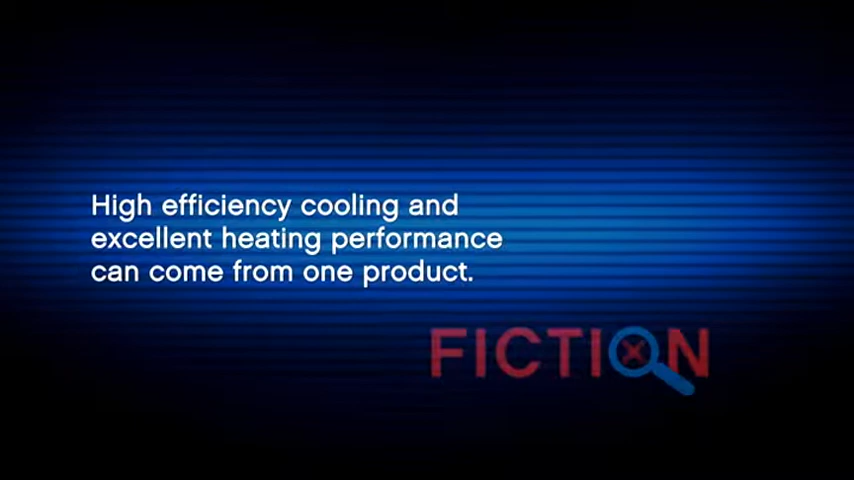 High efficiency cooling and
excellent heating performance
can come from one product.
FICTION